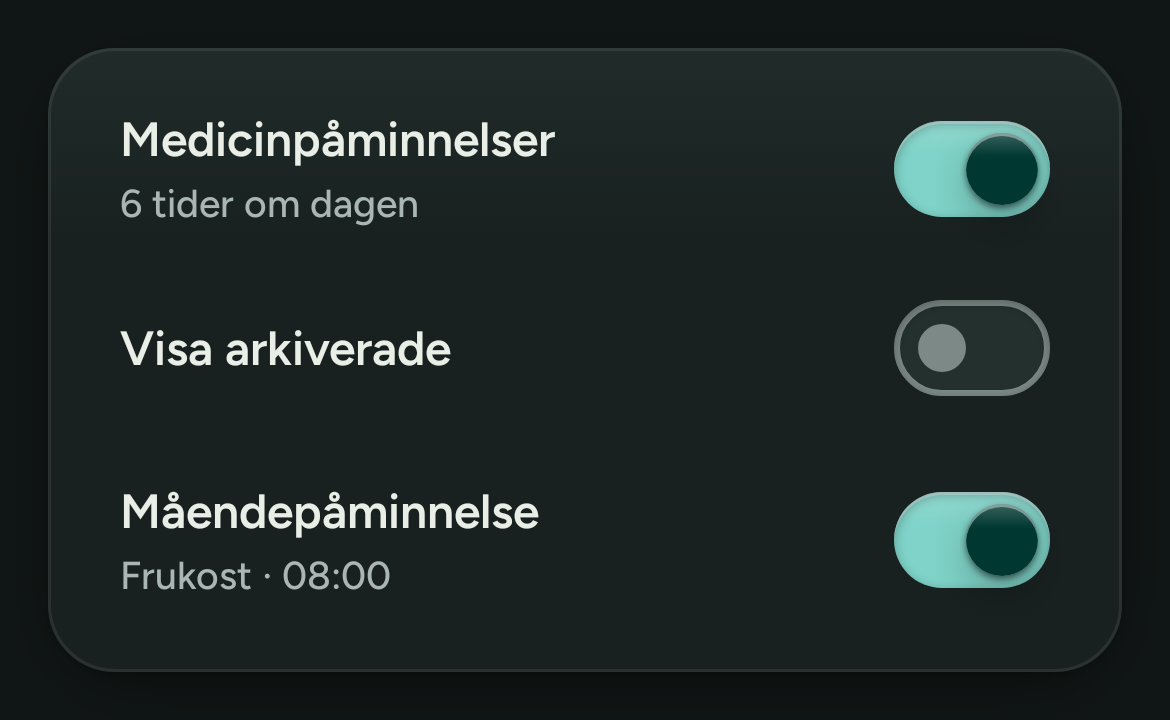 Medicinpåminnelser
6 tider om dagen
Visa arkiverade
Måendepåminnelse
Frukost · 08:00